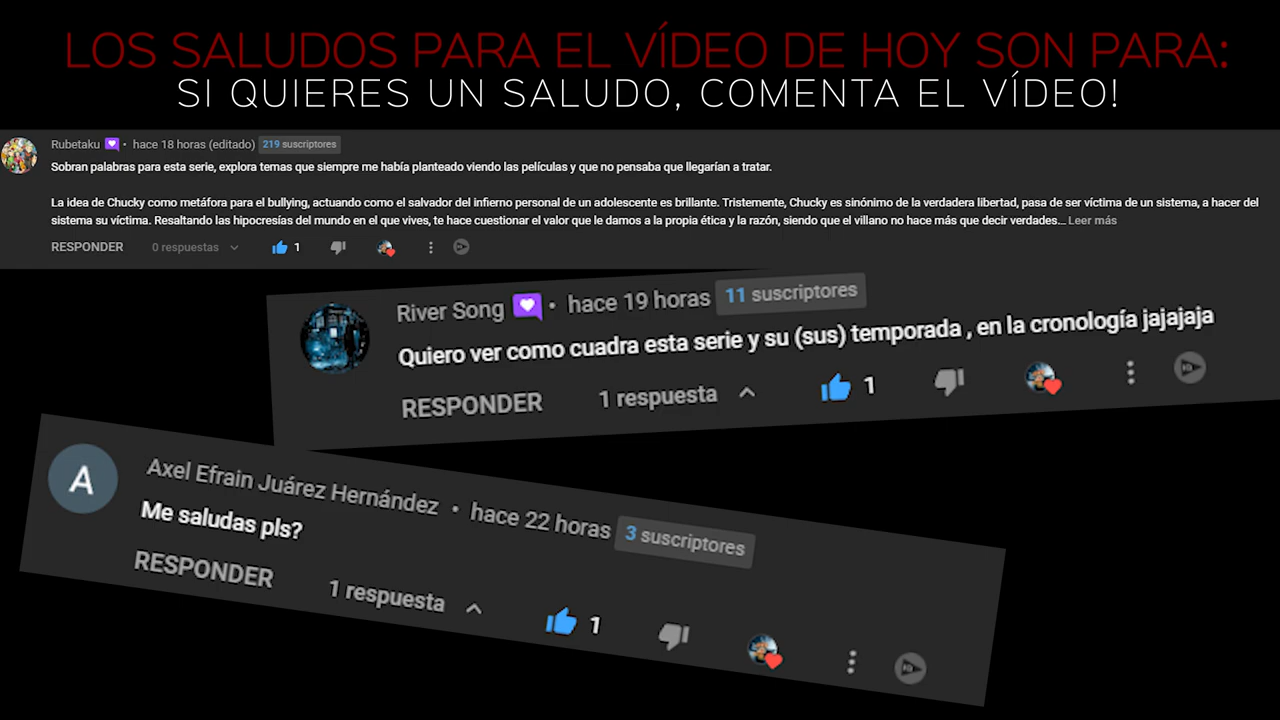 LOS SALUDOS PARA EL VÍDEO DE HOY SON PARA:
SI QUIERES UN SALUDO, COMENTA EL VÍDEO!
Rubetaku • hace 18 horas (editado) 219 suscriptores
Sobran palabras para esta serie, explora temas que siempre me había planteado viendo las películas y que no pensaba que llegarían a tratar.
La idea de Chucky como metáfora para el bullying, actuando como el salvador del infierno personal de un adolescente es brillante. Tristemente, Chucky es sinónimo de la verdadera libertad, pasa de ser víctima de un sistema, a hacer del
sistema su víctima. Resaltando las hipocresías del mundo en el que vives, te hace cuestionar el valor que le damos a la propia ética y la razón, siendo que el villano no hace más que decir verdades... Leer más
RESPONDER 0 respuestas 1
River Song • hace 19 horas 11 suscriptores
Quiero ver como cuadra esta serie y su (sus) temporada , en la cronología jajajaja
RESPONDER 1 respuesta 1
A
Axel Efrain Juárez Hernández • hace 22 horas 3 suscriptores
Me saludas pls?
RESPONDER 1 respuesta 1